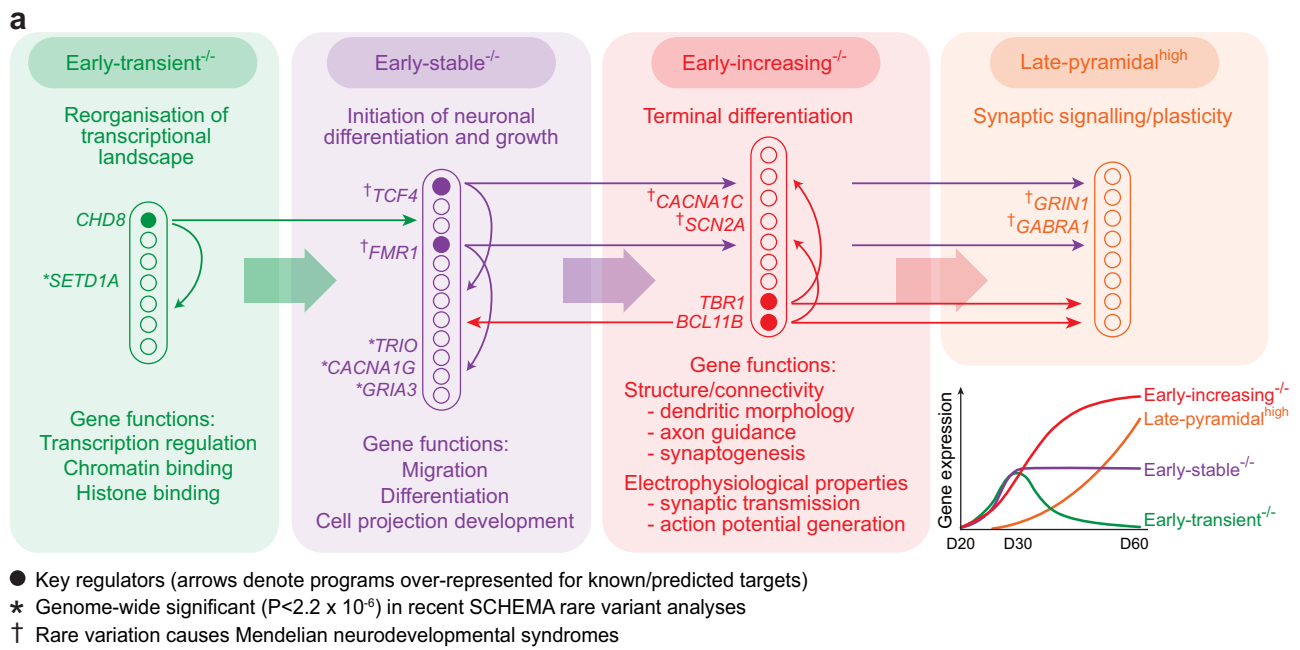 a
Early-transient-/-
Reorganisation of
transcriptional
landscape
CHD8
*SETD1A
Gene functions:
Transcription regulation
Chromatin binding
Histone binding
Early-stable-/-
Initiation of neuronal
differentiation and growth
†TCF4
†FMR1
*TRIO
*CACNA1G
*GRIA3
Gene functions:
Migration
Differentiation
Cell projection development
Early-increasing-/-
Terminal differentiation
†CACNA1C
†SCN2A
TBR1
BCL11B
Gene functions:
Structure/connectivity
- dendritic morphology
- axon guidance
- synaptogenesis
Electrophysiological properties
- synaptic transmission
- action potential generation
Late-pyramidalhigh
Synaptic signalling/plasticity
†GRIN1
†GABRA1
Gene expression
Early-increasing-/-
Late-pyramidalhigh
Early-stable-/-
Early-transient-/-
D20 D30 D60
● Key regulators (arrows denote programs over-represented for known/predicted targets)
* Genome-wide significant (P<2.2 x 10-6) in recent SCHEMA rare variant analyses
† Rare variation causes Mendelian neurodevelopmental syndromes